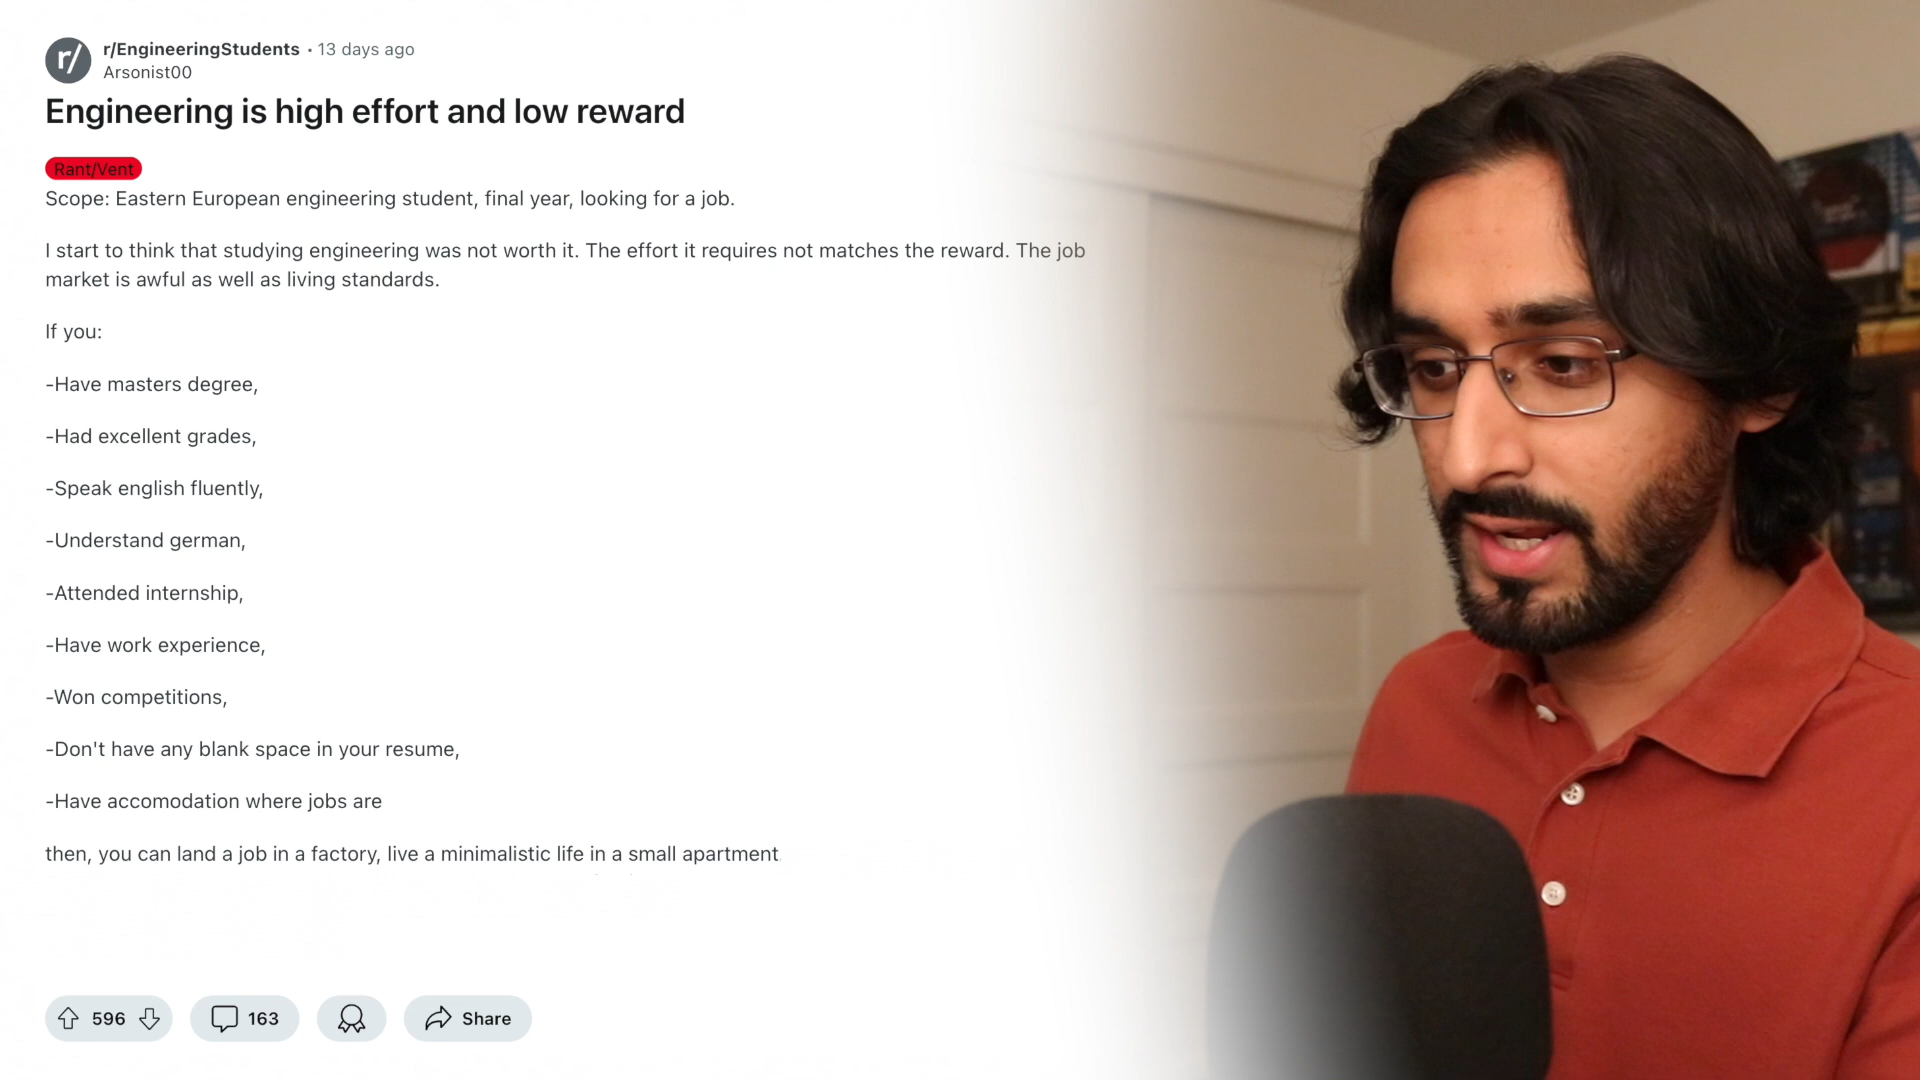 r/EngineeringStudents • 13 days ago
Arsonist00
Engineering is high effort and low reward
Rant/Vent
Scope: Eastern European engineering student, final year, looking for a job.
I start to think that studying engineering was not worth it. The effort it requires not matches the reward. The job
market is awful as well as living standards.
If you:
-Have masters degree,
-Had excellent grades,
-Speak english fluently,
-Understand german,
-Attended internship,
-Have work experience,
-Won competitions,
-Don't have any blank space in your resume,
-Have accomodation where jobs are
then, you can land a job in a factory, live a minimalistic life in a small apartment
596
163
Share